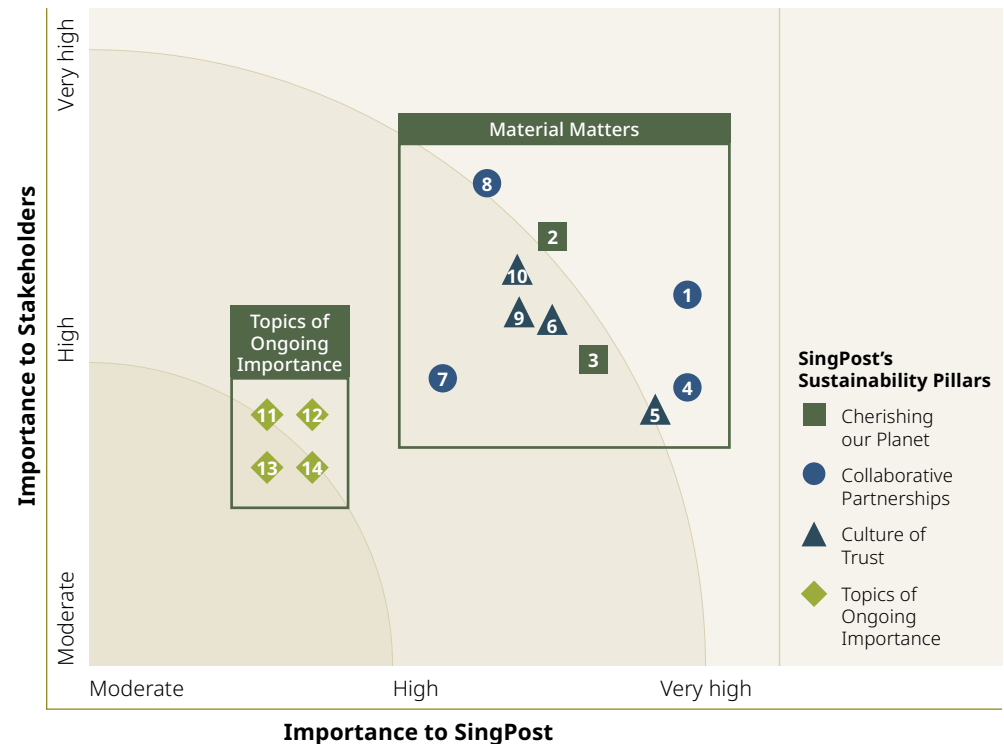 Importance to Stakeholders
Very high
High
Moderate
Material Matters
8
2
10
1
9
6
3
7
4
5
Topics of
Ongoing
Importance
11 12
13 14
SingPost's
Sustainability Pillars
Cherishing
our Planet
Collaborative
Partnerships
Culture of
Trust
Topics of
Ongoing
Importance
Moderate High Very high
Importance to SingPost